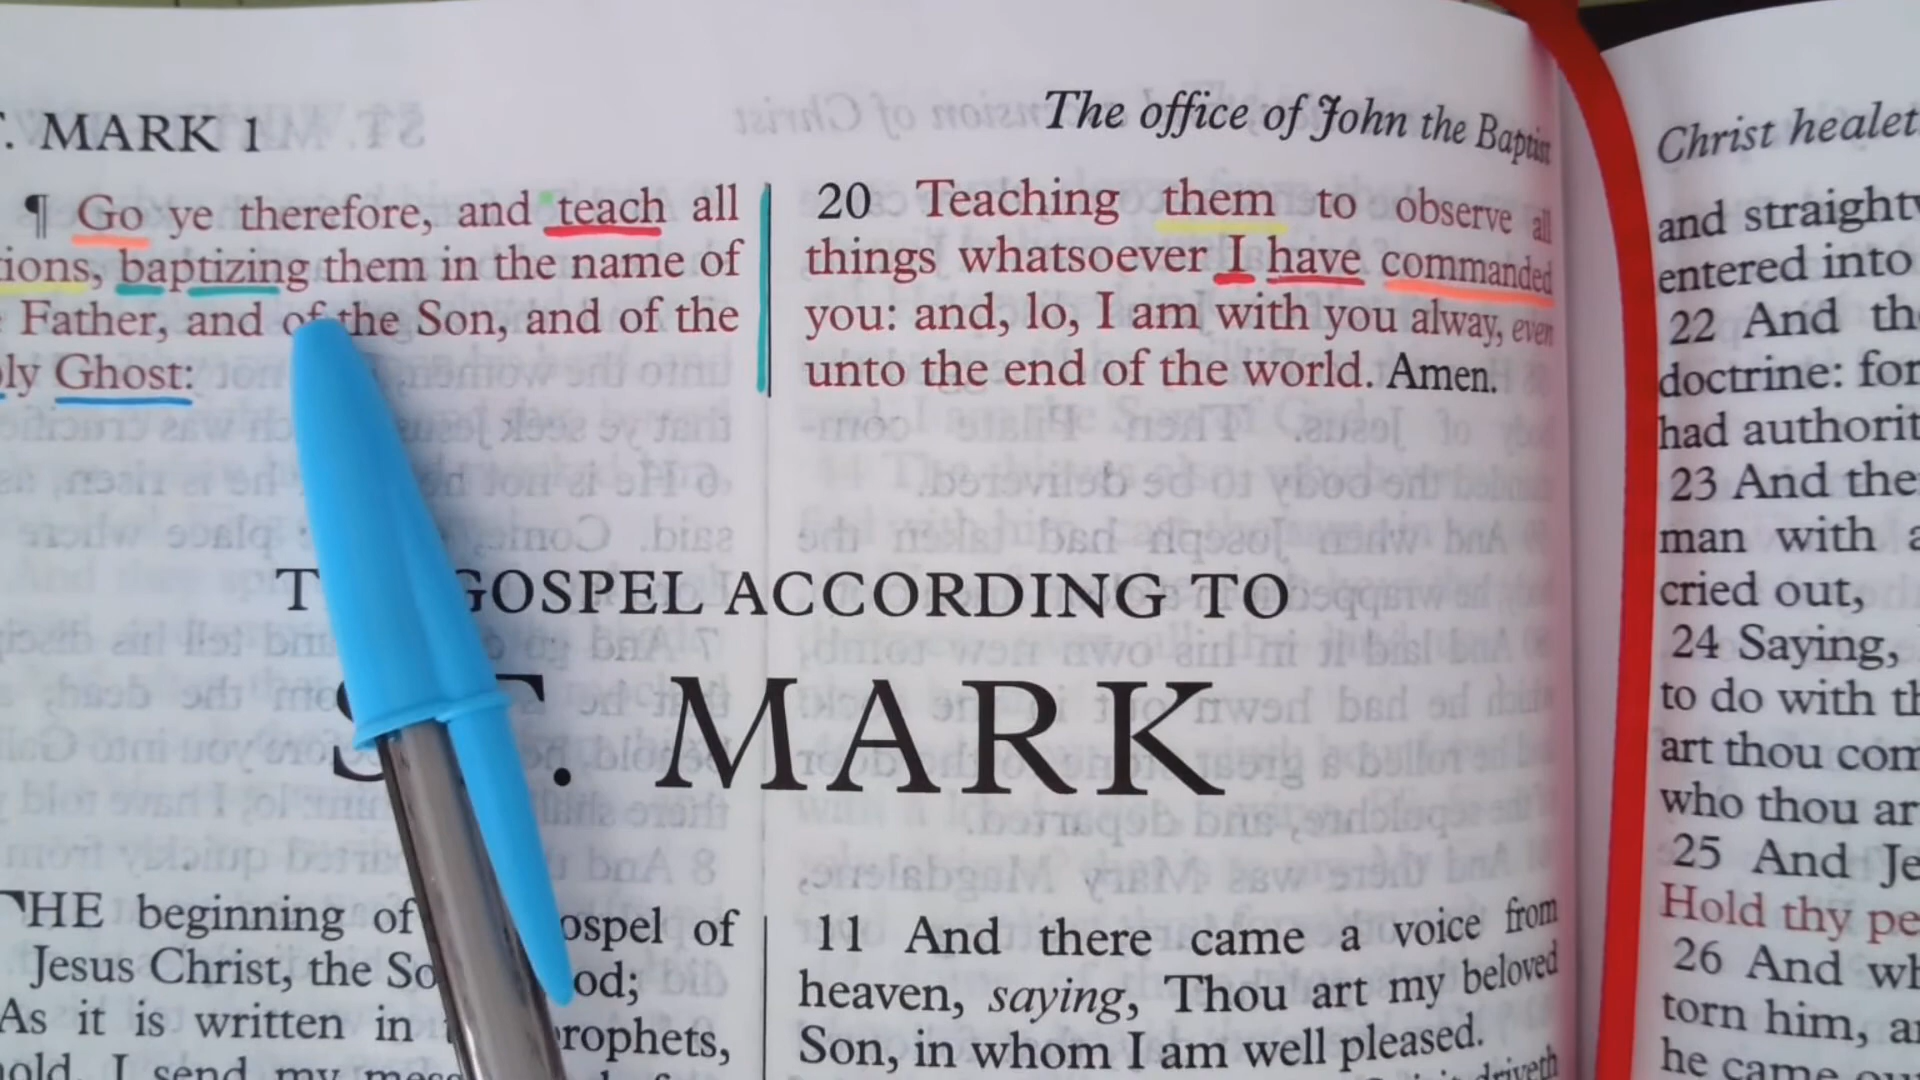 . MARK 1
The office of John the Baptist
¶ Go ye therefore, and teach all
ions, baptizing them in the name of
Father, and of the Son, and of the
ly Ghost:
20 Teaching them to observe all
things whatsoever I have commanded
you: and, lo, I am with you alway, even
unto the end of the world. Amen.
GOSPEL ACCORDING TO
ST. MARK
THE beginning of ospel of
Jesus Christ, the So od;
As it is written in rophets,
I send my
11 And there came a voice from
heaven, saying, Thou art my beloved
Son, in whom I am well pleased.
driveth
Christ healet
and straight
entered into
22 And th
doctrine: for
had authorit
23 And the
man with a
cried out,
24 Saying,
to do with th
art thou com
who thou ar
25 And Je
Hold thy pe
26 And wh
torn him, a
he came